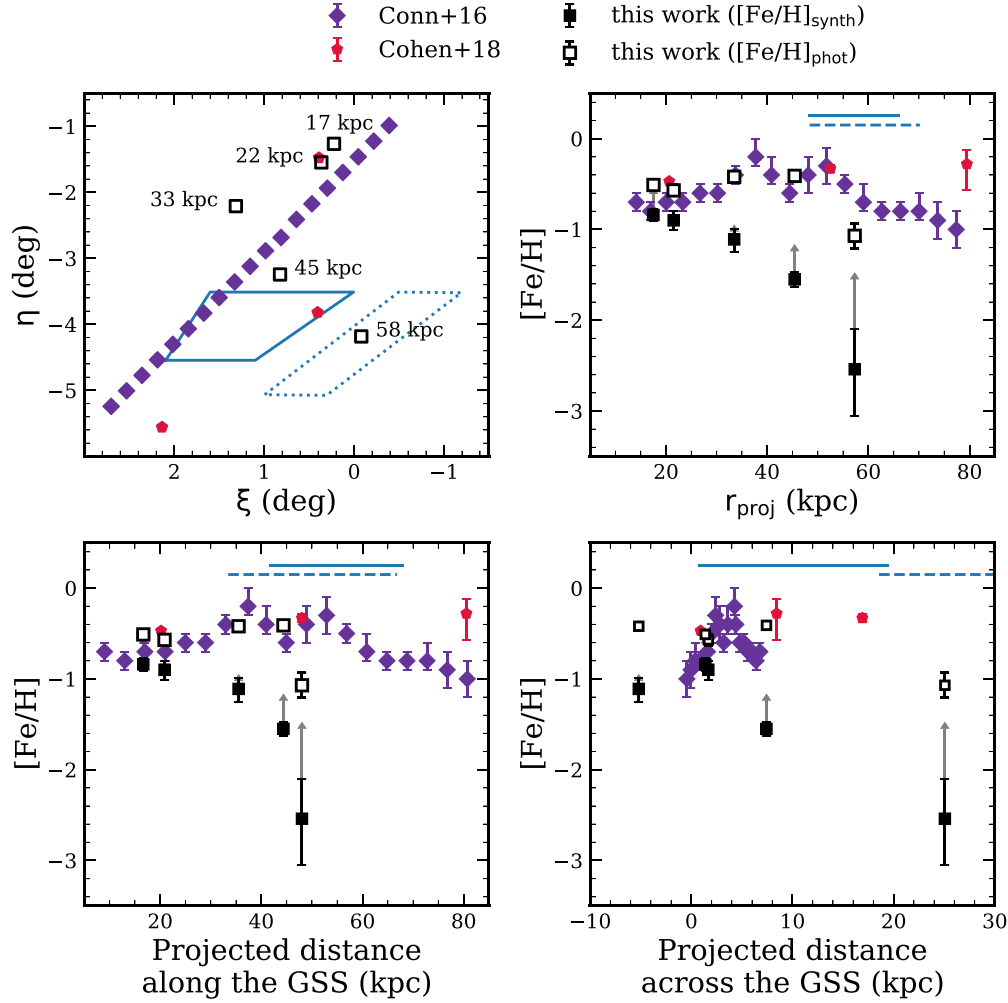 Conn+16
Cohen+18
this work ([Fe/H]synth)
this work ([Fe/H]phot)
17 kpc
22 kpc
33 kpc
45 kpc
58 kpc
−1
−2
−3
−4
−5
η (deg)
2
1
0
−1
ξ (deg)
0
−1
−2
−3
[Fe/H]
20
40
60
80
rproj (kpc)
0
−1
−2
−3
[Fe/H]
20
40
60
80
Projected distance
along the GSS (kpc)
0
−1
−2
−3
[Fe/H]
−10
0
10
20
30
Projected distance
across the GSS (kpc)